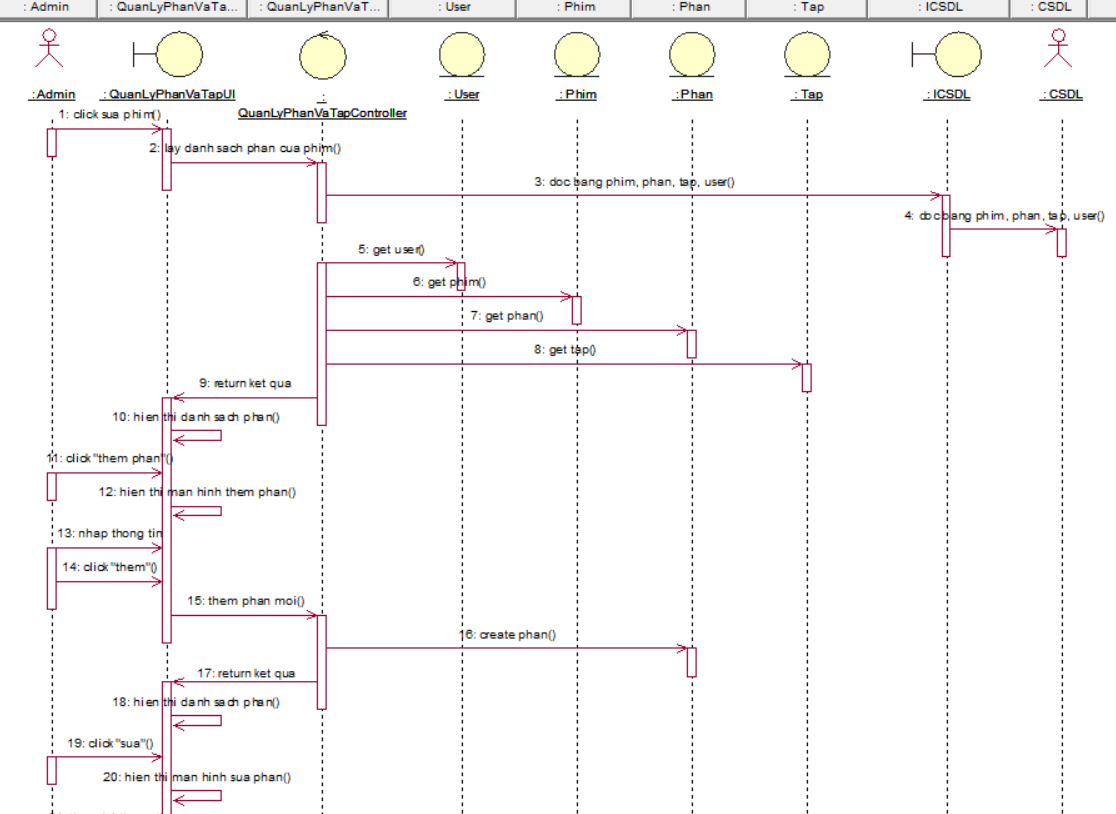 : Admin
: QuanLyPhanVaTa...
: QuanLyPhanVaT...
: User
: Phim
: Phan
: Tap
: ICSDL
: CSDL
: Admin
: QuanLyPhanVaTapUI
:
QuanLyPhanVaTapController
: User
: Phim
: Phan
: Tap
: ICSDL
: CSDL
1: click sua phim()
2: lay danh sach phan cua phim()
3: doc bang phim, phan, tap, user()
4: doc bang phim, phan, tap, user()
5: get user()
6: get phim()
7: get phan()
8: get tap()
9: return ket qua
10: hien thi danh sach phan()
11: click "them phan"()
12: hien thi man hinh them phan()
13: nhap thong tin
14: click "them"()
15: them phan moi()
16: create phan()
17: return ket qua
18: hien thi danh sach phan()
19: click "sua"()
20: hien thi man hinh sua phan()